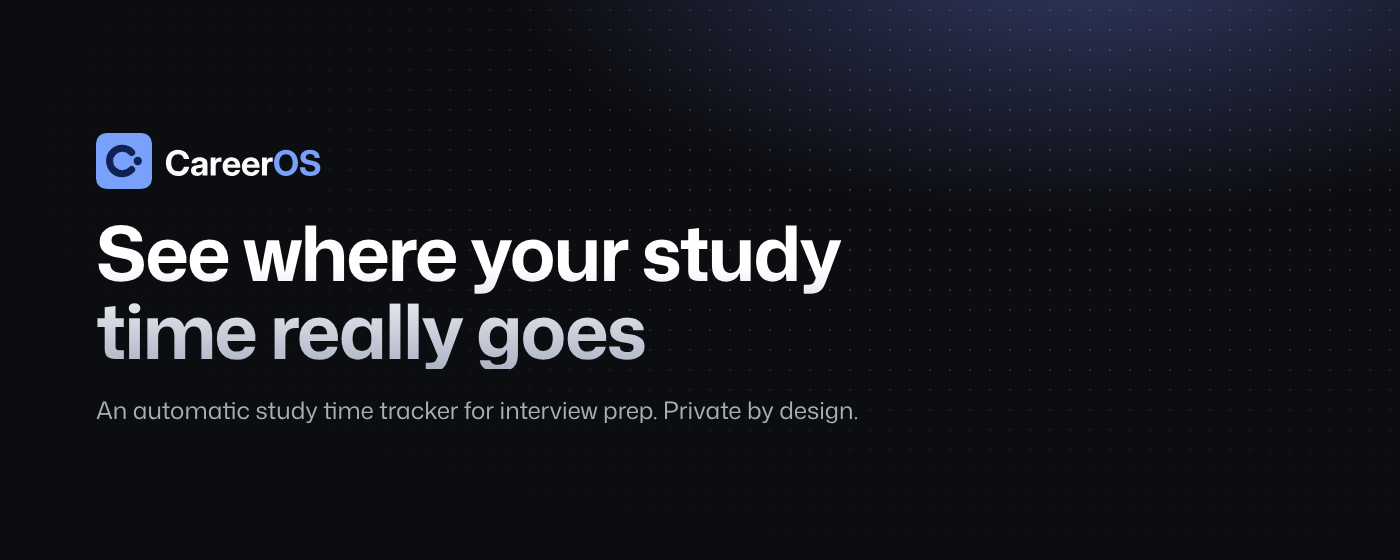 CareerOS
See where your study
time really goes
An automatic study time tracker for interview prep. Private by design.